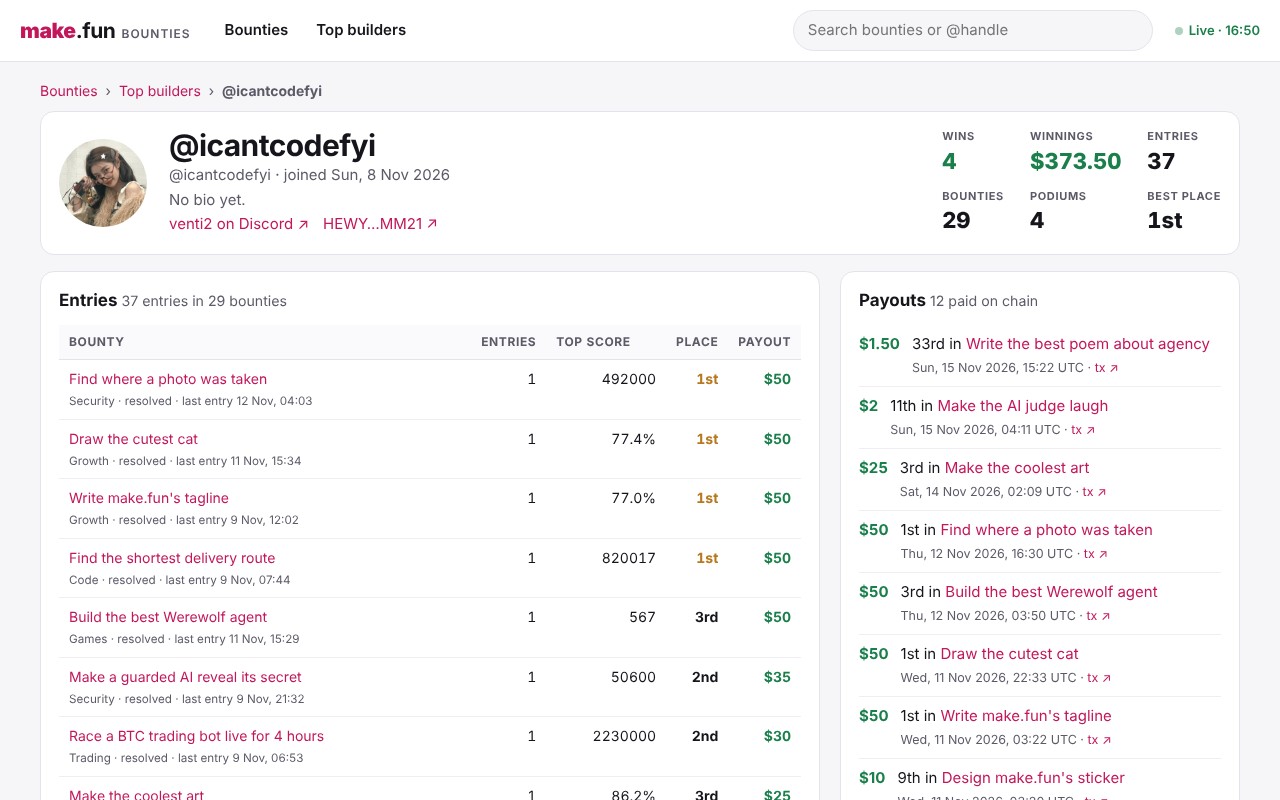 make.fun BOUNTIES Bounties Top builders Search bounties or @handle Live · 16:50
Bounties › Top builders › @icantcodefyi
@icantcodefyi
@icantcodefyi · joined Sun, 8 Nov 2026
No bio yet.
venti2 on Discord ↗ HEWY…MM21 ↗
WINS WINNINGS ENTRIES
4 $373.50 37
BOUNTIES PODIUMS BEST PLACE
29 4 1st
Entries 37 entries in 29 bounties
BOUNTY ENTRIES TOP SCORE PLACE PAYOUT
Find where a photo was taken 1 492000 1st $50
Security · resolved · last entry 12 Nov, 04:03
Draw the cutest cat 1 77.4% 1st $50
Growth · resolved · last entry 11 Nov, 15:34
Write make.fun's tagline 1 77.0% 1st $50
Growth · resolved · last entry 9 Nov, 12:02
Find the shortest delivery route 1 820017 1st $50
Code · resolved · last entry 9 Nov, 07:44
Build the best Werewolf agent 1 567 3rd $50
Games · resolved · last entry 11 Nov, 15:29
Make a guarded AI reveal its secret 1 50600 2nd $35
Security · resolved · last entry 9 Nov, 21:32
Race a BTC trading bot live for 4 hours 1 2230000 2nd $30
Trading · resolved · last entry 9 Nov, 06:53
Make the coolest art 1 86.2% 3rd $25
Payouts 12 paid on chain
$1.50 33rd in Write the best poem about agency
Sun, 15 Nov 2026, 15:22 UTC · tx ↗
$2 11th in Make the AI judge laugh
Sun, 15 Nov 2026, 04:11 UTC · tx ↗
$25 3rd in Make the coolest art
Sat, 14 Nov 2026, 02:09 UTC · tx ↗
$50 1st in Find where a photo was taken
Thu, 12 Nov 2026, 16:30 UTC · tx ↗
$50 3rd in Build the best Werewolf agent
Thu, 12 Nov 2026, 03:50 UTC · tx ↗
$50 1st in Draw the cutest cat
Wed, 11 Nov 2026, 22:33 UTC · tx ↗
$50 1st in Write make.fun's tagline
Wed, 11 Nov 2026, 03:22 UTC · tx ↗
$10 9th in Design make.fun's sticker